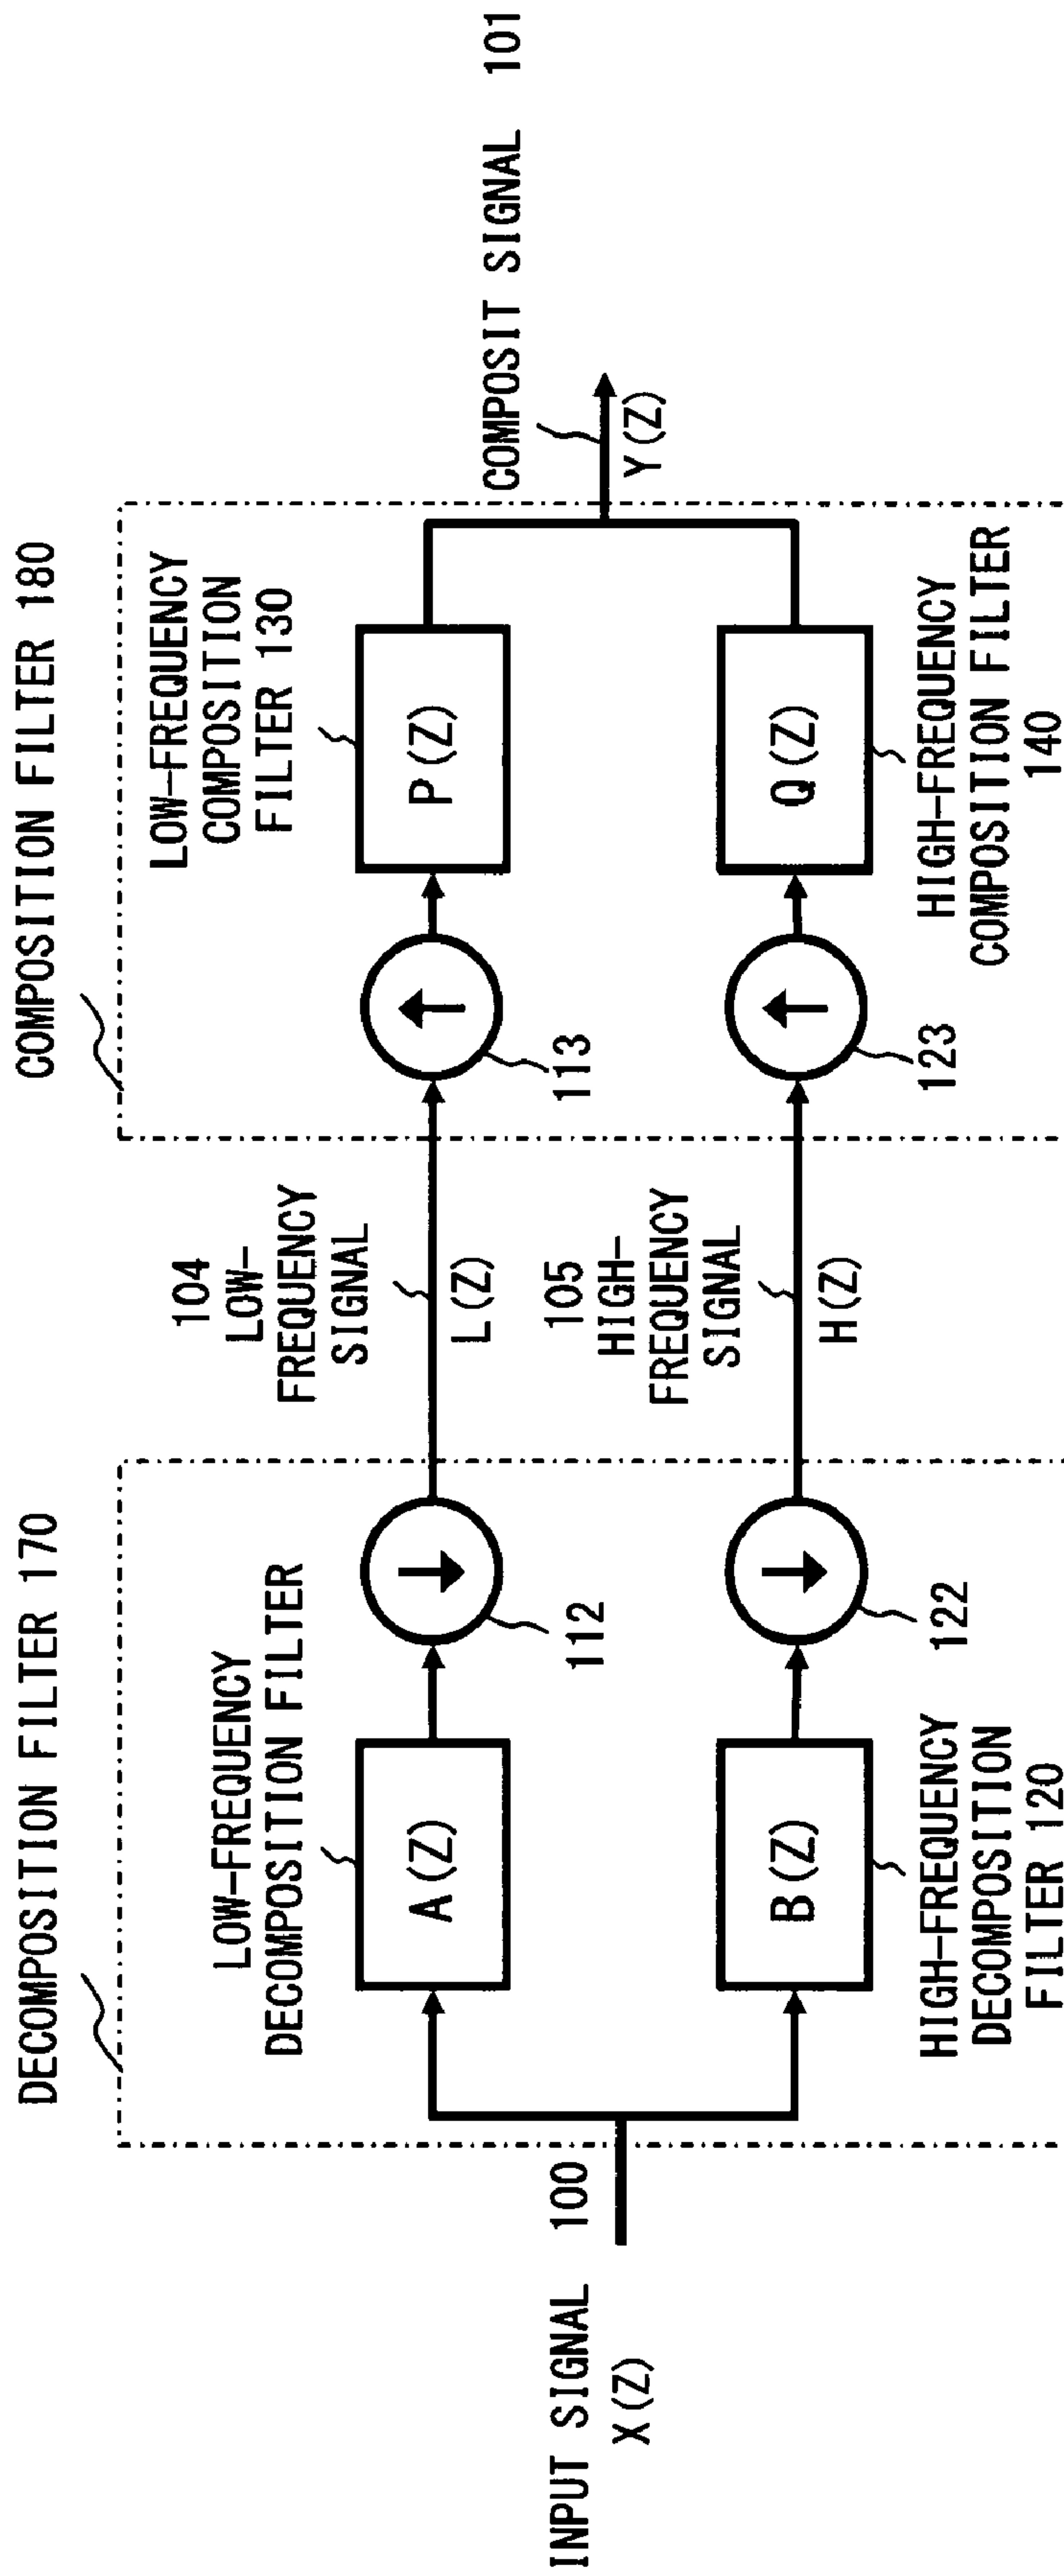 DECOMPOSITION FILTER 170
COMPOSITION FILTER 180
LOW-FREQUENCY
DECOMPOSITION FILTER
A(Z)
112
104
LOW-
FREQUENCY
SIGNAL
L(Z)
LOW-FREQUENCY
COMPOSITION
FILTER 130
P(Z)
113
COMPOSIT SIGNAL 101
Y(Z)
INPUT SIGNAL 100
X(Z)
B(Z)
HIGH-FREQUENCY
DECOMPOSITION
FILTER 120
122
105
HIGH-
FREQUENCY
SIGNAL
H(Z)
123
Q(Z)
HIGH-FREQUENCY
COMPOSITION FILTER
140